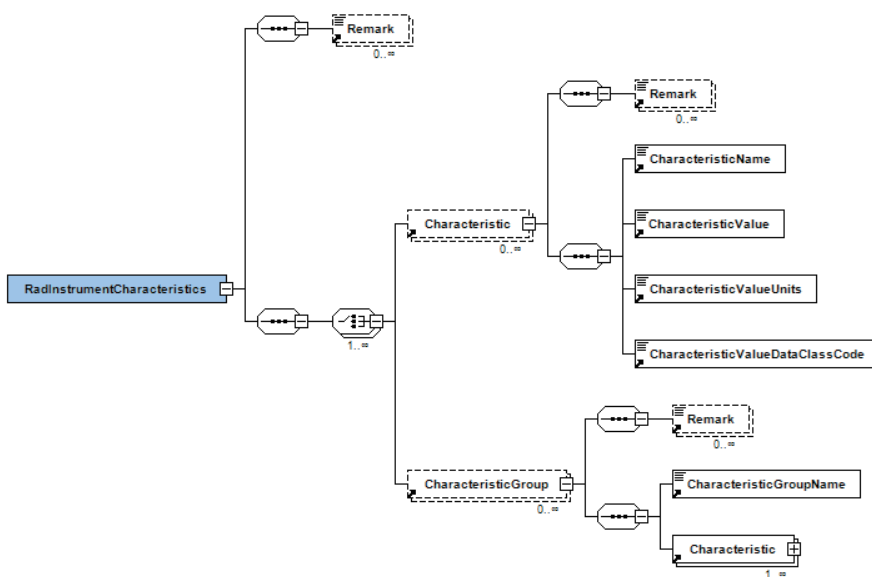 Remark
0..∞
Remark
0..∞
CharacteristicName
Characteristic
0..∞
CharacteristicValue
RadInstrumentCharacteristics
CharacteristicValueUnits
1..∞
CharacteristicValueDataClassCode
Remark
0..∞
CharacteristicGroup
0..∞
CharacteristicGroupName
Characteristic
1..∞